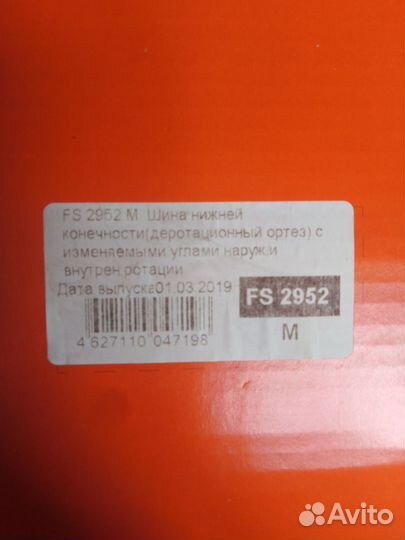 FS 2952 M Шина нижней
конечности(деротационный ортез) с
изменяемыми углами наруж.и
внутрен ротации
Дата выпуска01.03.2019
FS 2952
M
4 627110 047198
Avito